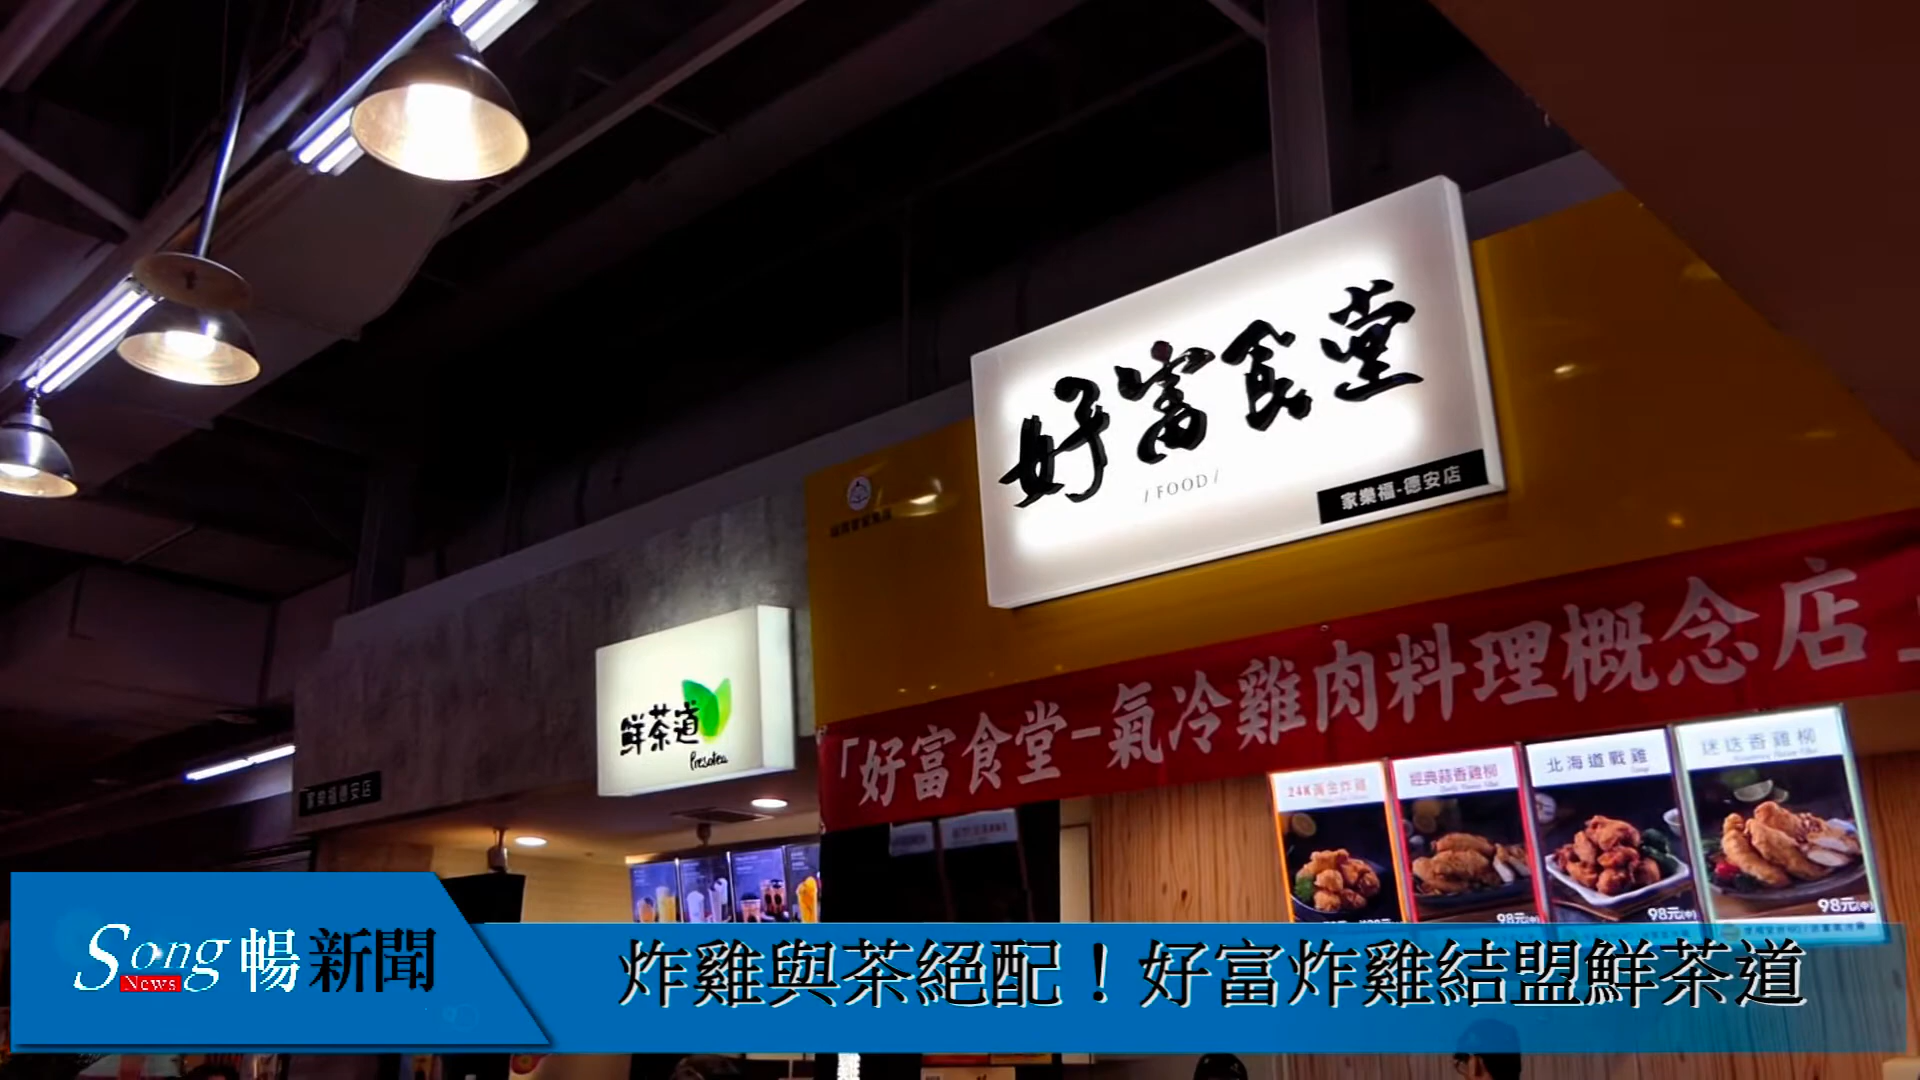 好富食堂
/ FOOD /
家樂福-德安店
鮮茶道
Presotea
家樂福德安店
「好富食堂-氣冷雞肉料理概念店」
24K黃金炸雞
經典蒜香雞柳
北海道戰雞
迷迭香雞柳
98元(中)
98元(中)
98元(中)
Song 暢新聞
News
炸雞與茶絕配！好富炸雞結盟鮮茶道